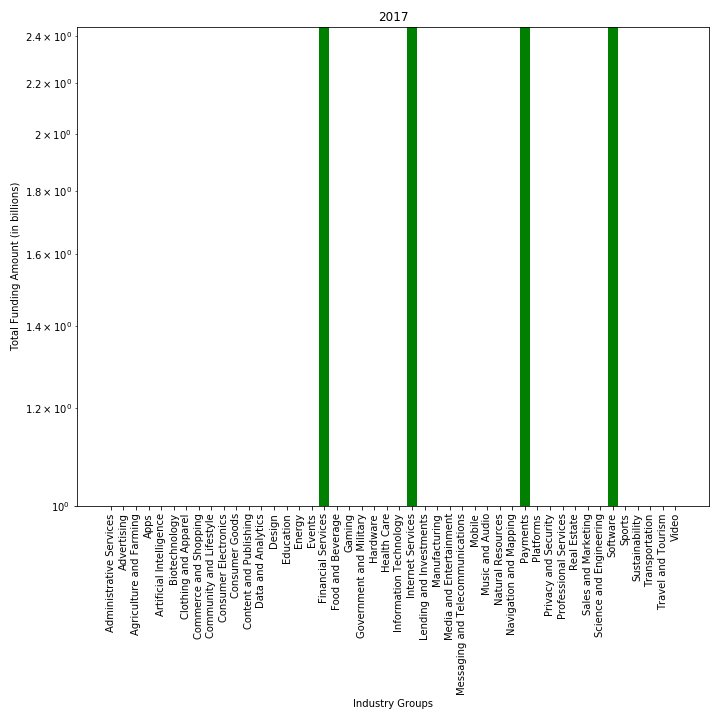 2017
Total Funding Amount (in billions)
2.4 × 10⁰
2.2 × 10⁰
2 × 10⁰
1.8 × 10⁰
1.6 × 10⁰
1.4 × 10⁰
1.2 × 10⁰
10⁰
Administrative Services
Advertising
Agriculture and Farming
Apps
Artificial Intelligence
Biotechnology
Clothing and Apparel
Commerce and Shopping
Community and Lifestyle
Consumer Electronics
Consumer Goods
Content and Publishing
Data and Analytics
Design
Education
Energy
Events
Financial Services
Food and Beverage
Gaming
Government and Military
Hardware
Health Care
Information Technology
Internet Services
Lending and Investments
Manufacturing
Media and Entertainment
Messaging and Telecommunications
Mobile
Music and Audio
Natural Resources
Navigation and Mapping
Payments
Platforms
Privacy and Security
Professional Services
Real Estate
Sales and Marketing
Science and Engineering
Software
Sports
Sustainability
Transportation
Travel and Tourism
Video
Industry Groups